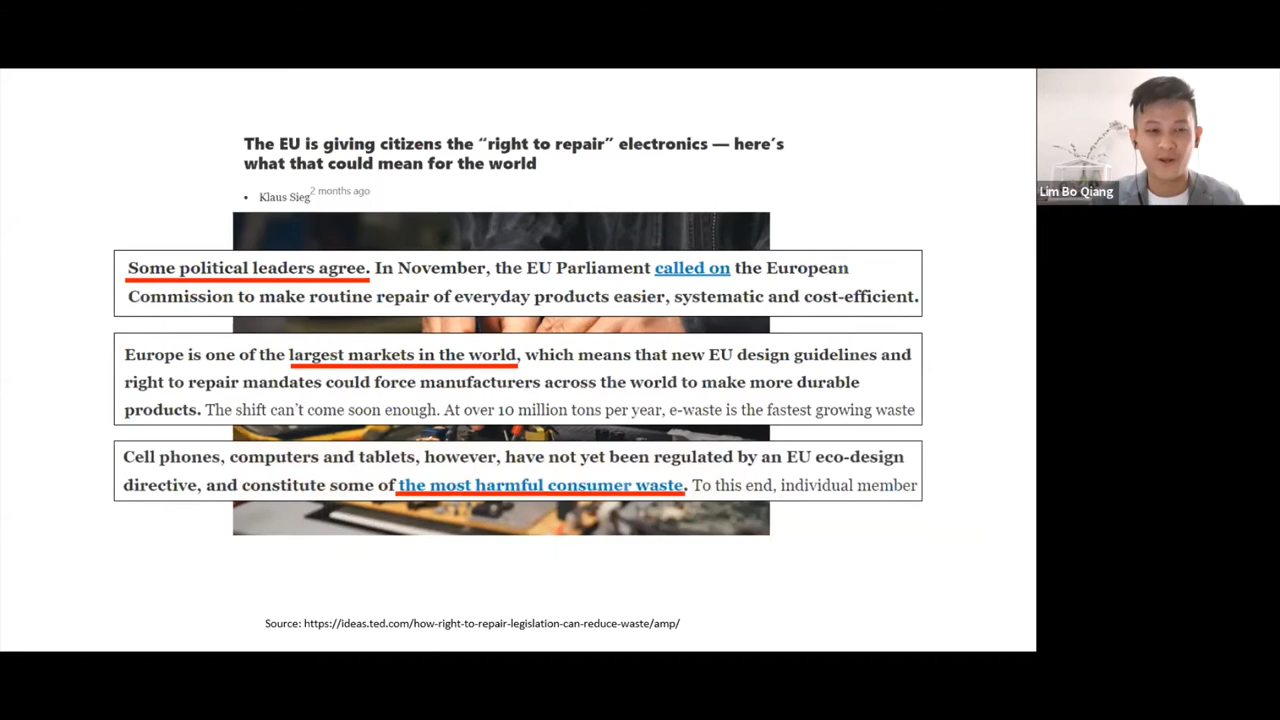 The EU is giving citizens the “right to repair” electronics — here’s
what that could mean for the world
• Klaus Sieg 2 months ago
Lim Bo Qiang
Some political leaders agree. In November, the EU Parliament called on the European
Commission to make routine repair of everyday products easier, systematic and cost-efficient.
Europe is one of the largest markets in the world, which means that new EU design guidelines and
right to repair mandates could force manufacturers across the world to make more durable
products. The shift can’t come soon enough. At over 10 million tons per year, e-waste is the fastest growing waste
Cell phones, computers and tablets, however, have not yet been regulated by an EU eco-design
directive, and constitute some of the most harmful consumer waste. To this end, individual member
Source: https://ideas.ted.com/how-right-to-repair-legislation-can-reduce-waste/amp/